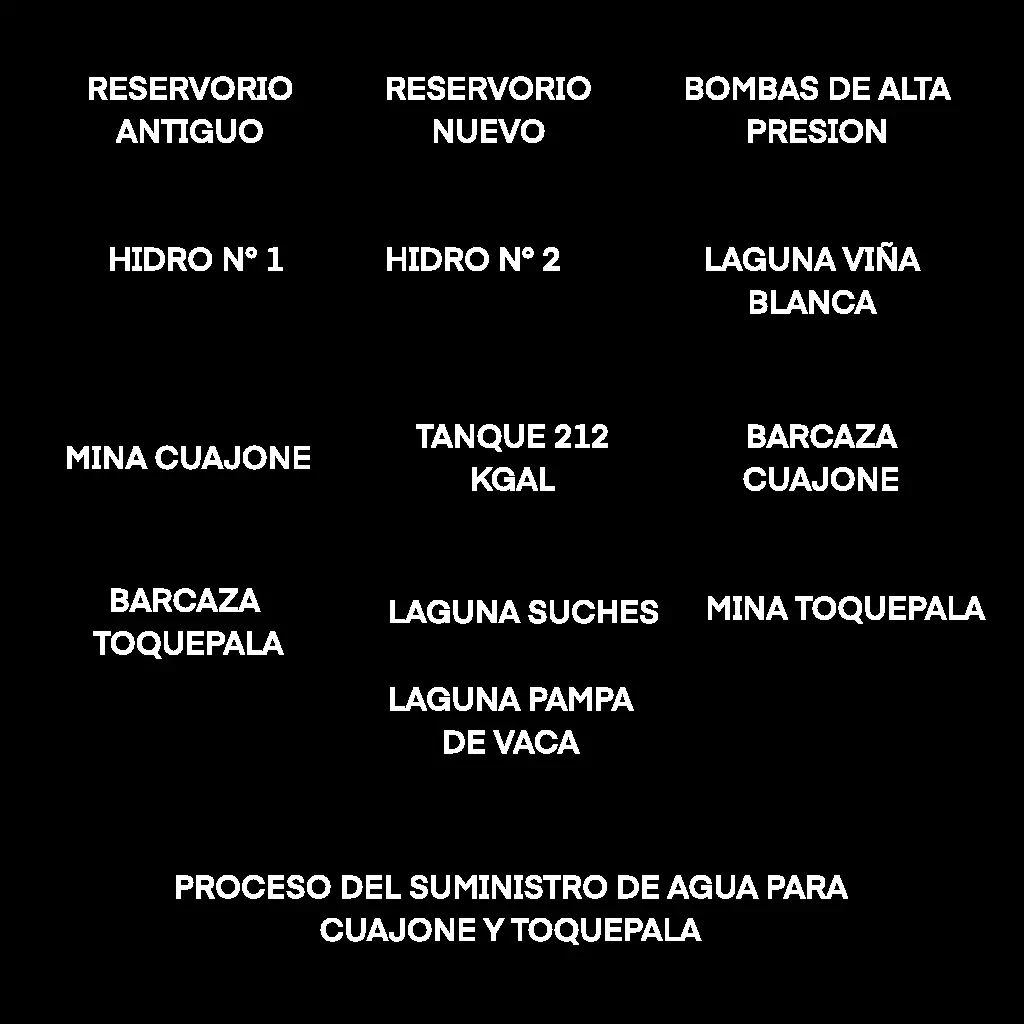 RESERVORIO
ANTIGUO
RESERVORIO
NUEVO
BOMBAS DE ALTA
PRESION
HIDRO N° 1
HIDRO N° 2
LAGUNA VIÑA
BLANCA
MINA CUAJONE
TANQUE 212
KGAL
BARCAZA
CUAJONE
BARCAZA
TOQUEPALA
LAGUNA SUCHES
MINA TOQUEPALA
LAGUNA PAMPA
DE VACA
PROCESO DEL SUMINISTRO DE AGUA PARA
CUAJONE Y TOQUEPALA